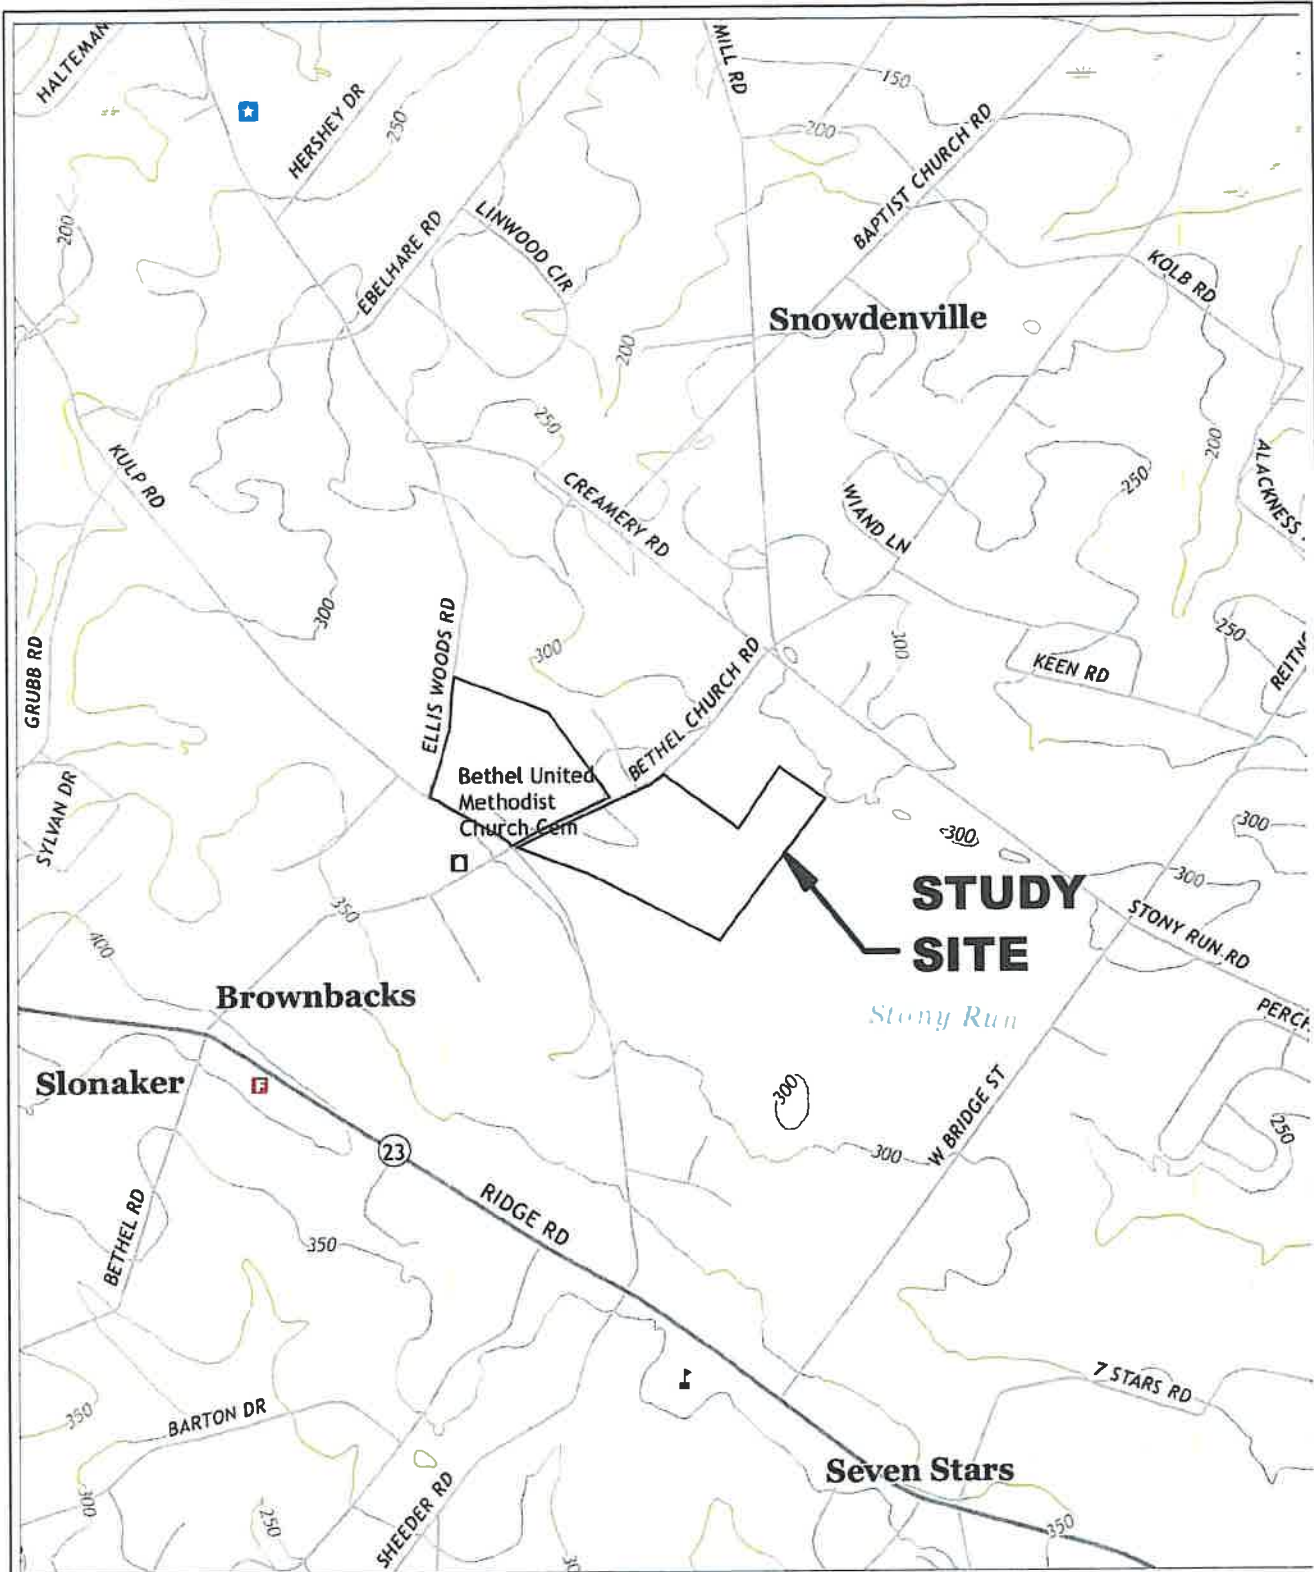 HALTEMAN
HERSHEY DR
250
MILL RD
150
200
BAPTIST CHURCH RD
200
EBELHARE RD
LINWOOD CIR
KOLB RD
Snowdenville
200
250
KULP RD
CREAMERY RD
WIAND LN
250
200
ALACKNESS
300
ELLIS WOODS RD
300
BETHEL CHURCH RD
300
KEEN RD
250
REITN
GRUBB RD
SYLVAN DR
Bethel United
Methodist
Church Cem
300
300
300
STUDY
SITE
350
400
STONY RUN RD
Brownbacks
Stony Run
PERCH
Slonaker
F
300
W BRIDGE ST
300
250
23
RIDGE RD
BETHEL RD
350
7 STARS RD
350
BARTON DR
Seven Stars
300
250
SHEEDER RD
350